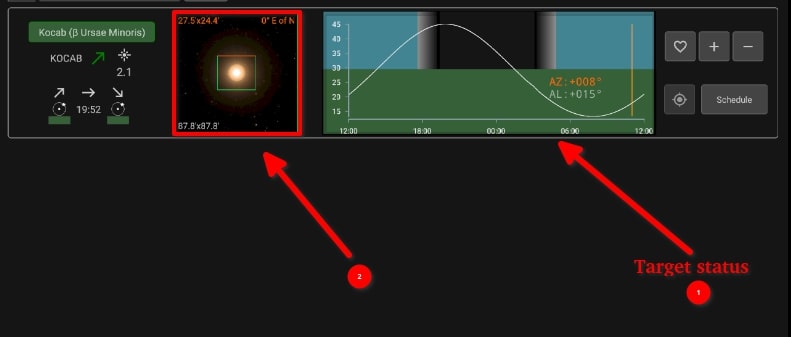 Kocab (β Ursae Minoris)
KOCAB
2.1
19:52
27.5'x24.4' 0° E of N
87.8'x87.8'
45
40
35
30
25
20
15
AZ:+008°
AL:+015°
12:00 18:00 00:00 06:00 12:00
+ −
Schedule
Target status
1
2